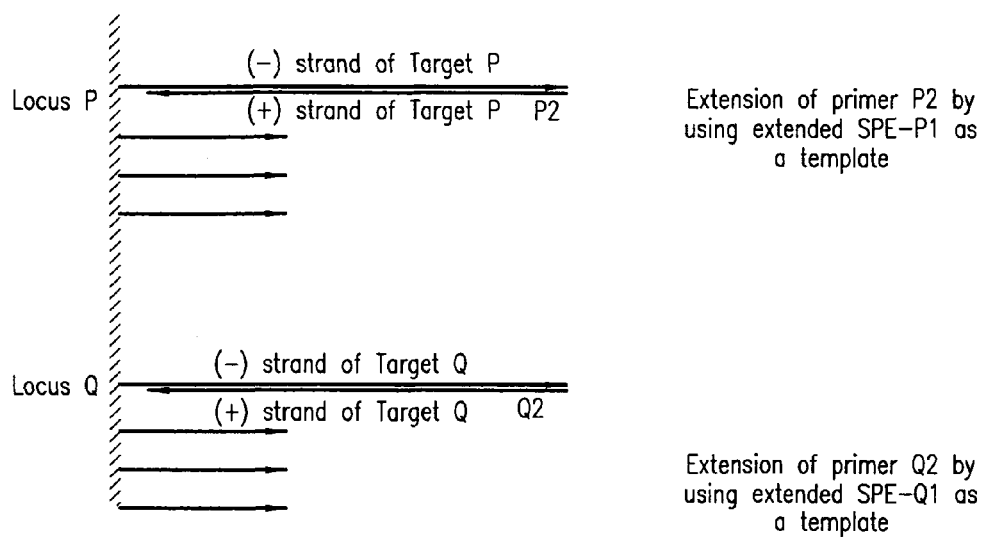 (-) strand of Target P
Locus P
(+) strand of Target P P2
Extension of primer P2 by
using extended SPE-P1 as
a template
(-) strand of Target Q
Locus Q
(+) strand of Target Q Q2
Extension of primer Q2 by
using extended SPE-Q1 as
a template